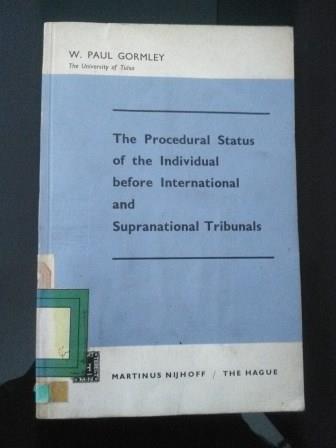 W. PAUL GORMLEY
The University of Tulsa
The Procedural Status
of the Individual
before International
and
Supranational Tribunals
MARTINUS NIJHOFF / THE HAGUE